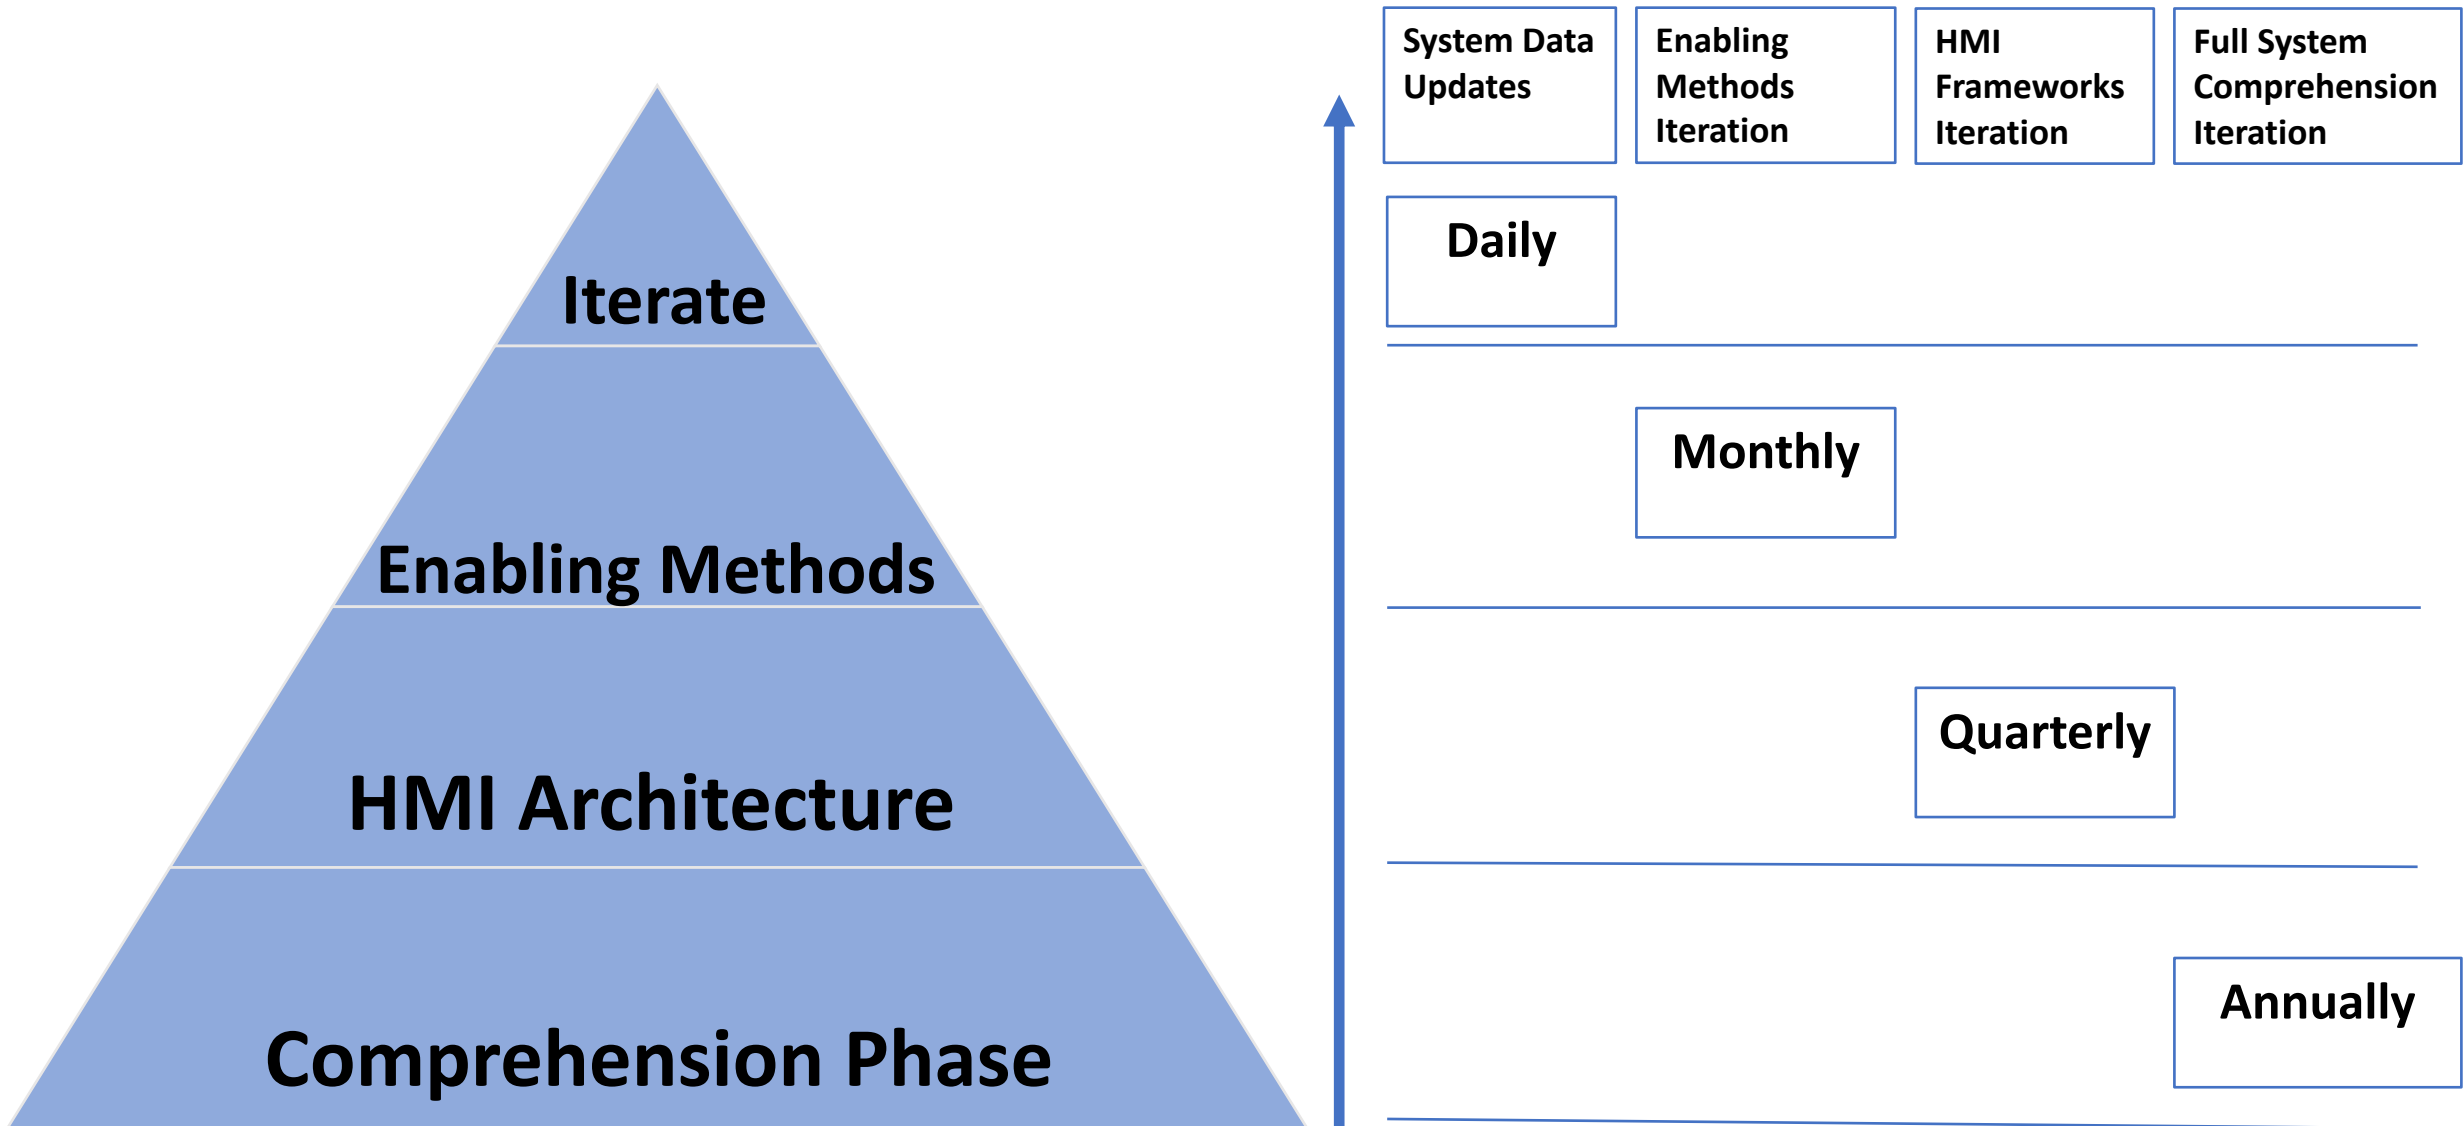 Iterate
Enabling Methods
HMI Architecture
Comprehension Phase
System Data
Updates
Enabling
Methods
Iteration
HMI
Frameworks
Iteration
Full System
Comprehension
Iteration
Daily
Monthly
Quarterly
Annually